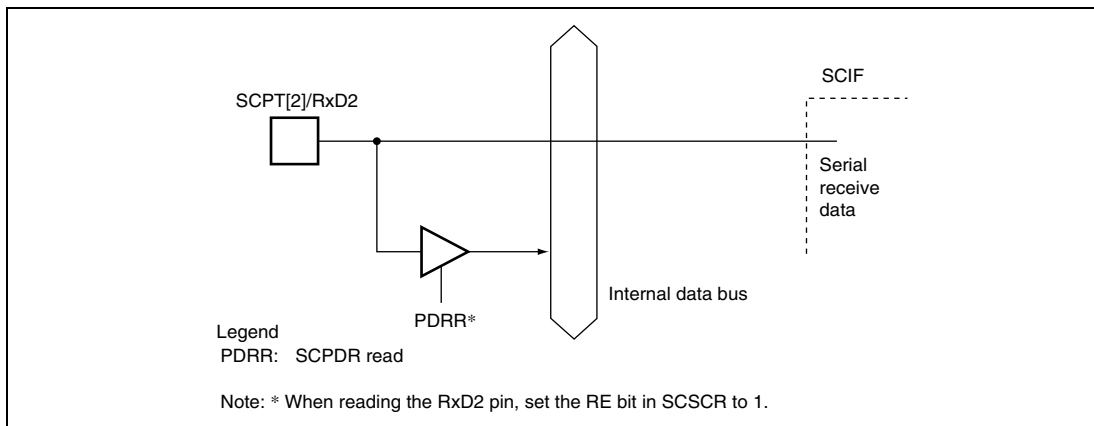 SCIF
SCPT[2]/RxD2
Serial
receive
data
Internal data bus
PDRR*
Legend
PDRR: SCPDR read
Note: * When reading the RxD2 pin, set the RE bit in SCSCR to 1.